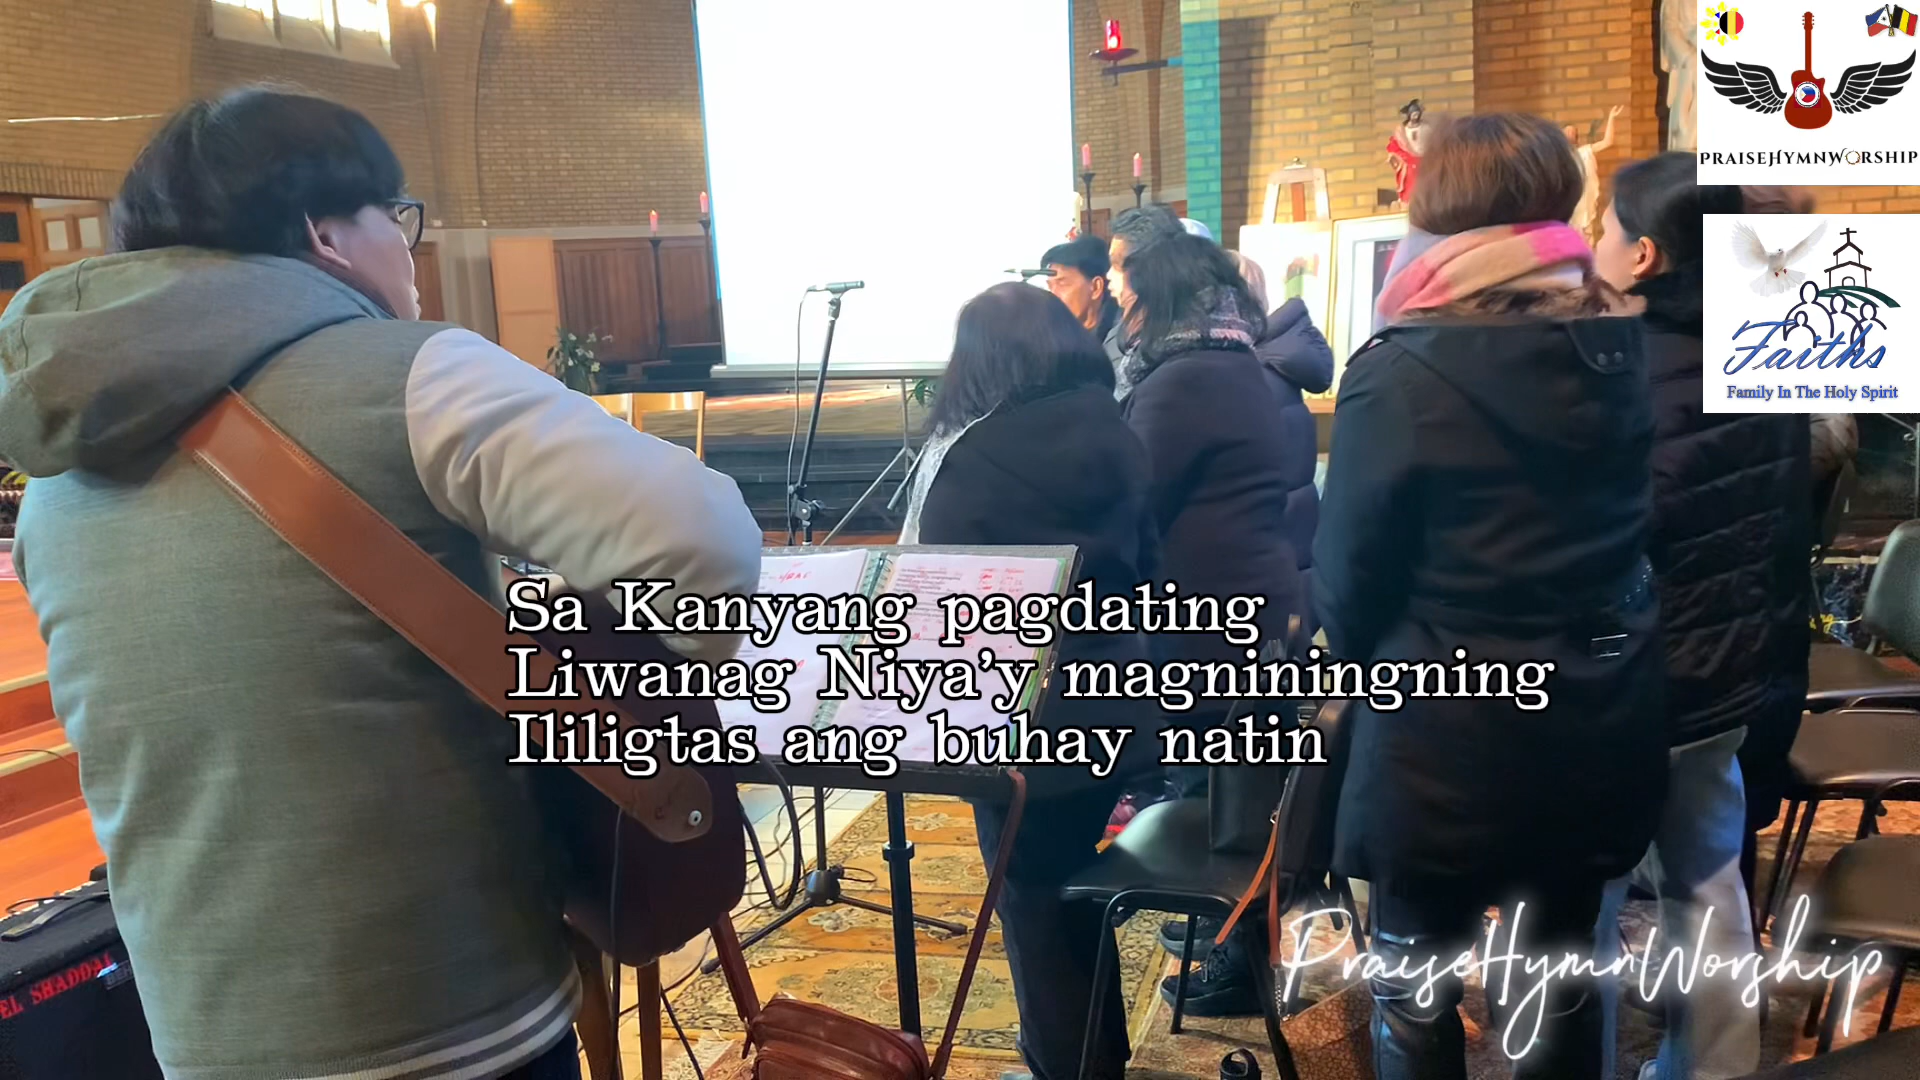 PRAISEHYMNWORSHIP
Faiths
Family In The Holy Spirit
Sa Kanyang pagdating
Liwanag Niya'y magniningning
Ililigtas ang buhay natin
EL SHADDAI
PraiseHymnWorship